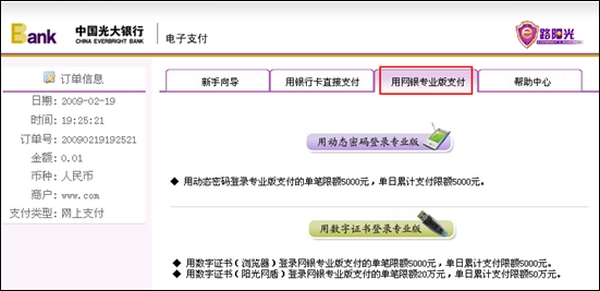 Bank 中国光大银行 CHINA EVERBRIGHT BANK 电子支付 e路阳光
订单信息
日期: 2009-02-19
时间: 19:25:21
订单号: 20090219192521
金额: 0.01
币种: 人民币
商户: www.com
支付类型: 网上支付
新手向导 用银行卡直接支付 用网银专业版支付 帮助中心
用动态密码登录专业版
◆ 用动态密码登录专业版支付的单笔限额5000元，单日累计支付限额5000元。
用数字证书登录专业版
◆ 用数字证书（浏览器）登录网银专业版支付的单笔限额5000元，单日累计支付限额5000元。
◆ 用数字证书（阳光网盾）登录网银专业版支付的单笔限额20万元，单日累计支付限额50万元。